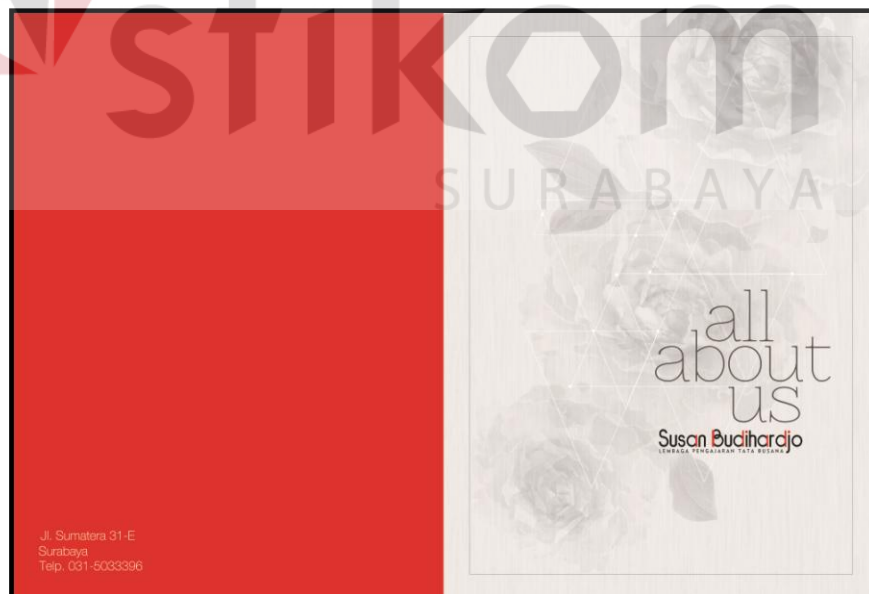 stikom
SURABAYA
all
about
us
Susan Budihardjo
LEMBAGA PENGAJARAN TATA BUSANA
Jl. Sumatera 31-E
Surabaya
Telp. 031-5033396